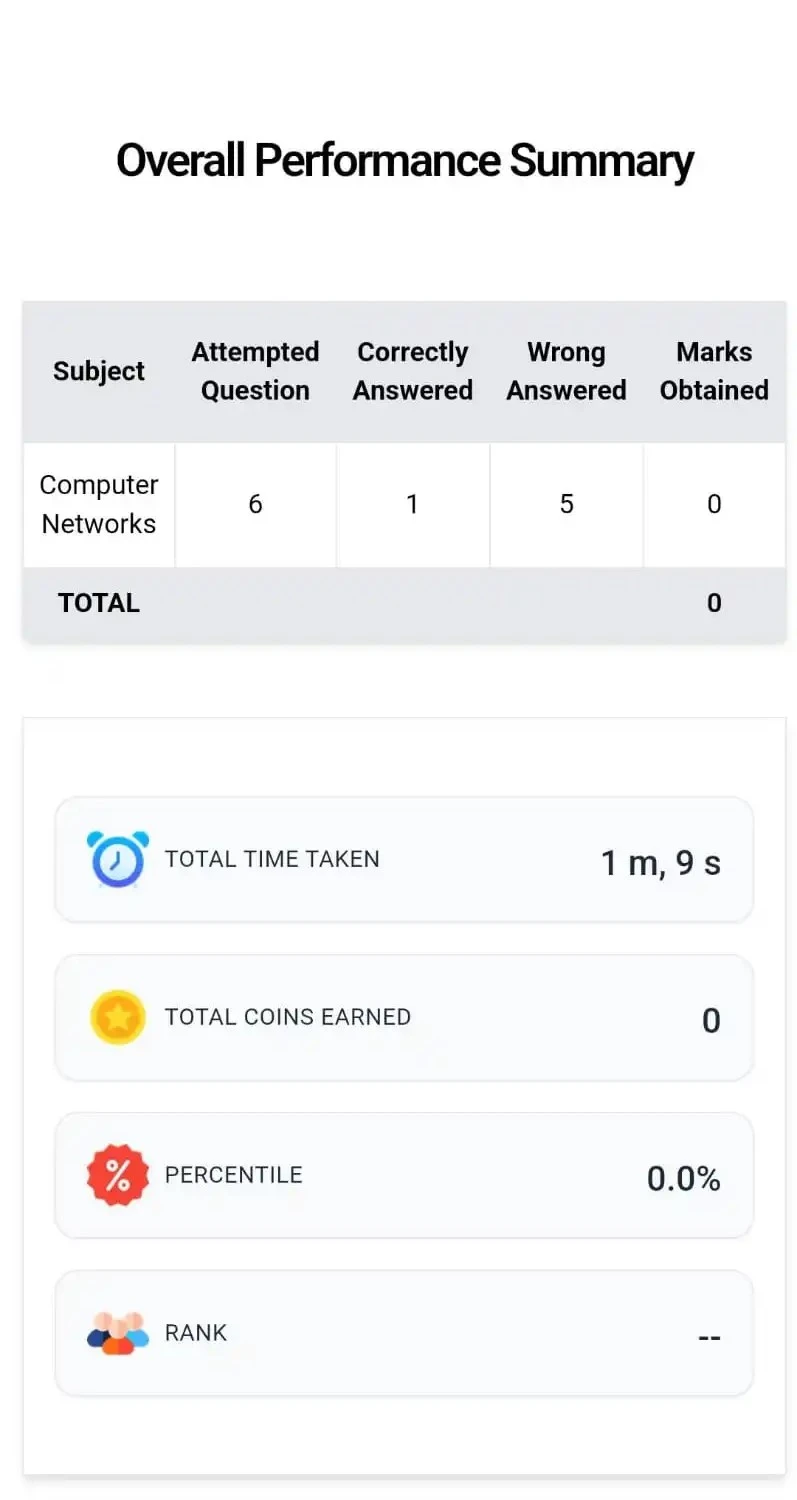 Overall Performance Summary
Subject Attempted Question Correctly Answered Wrong Answered Marks Obtained
Computer Networks 6 1 5 0
TOTAL 0
TOTAL TIME TAKEN 1 m, 9 s
TOTAL COINS EARNED 0
% PERCENTILE 0.0%
RANK --